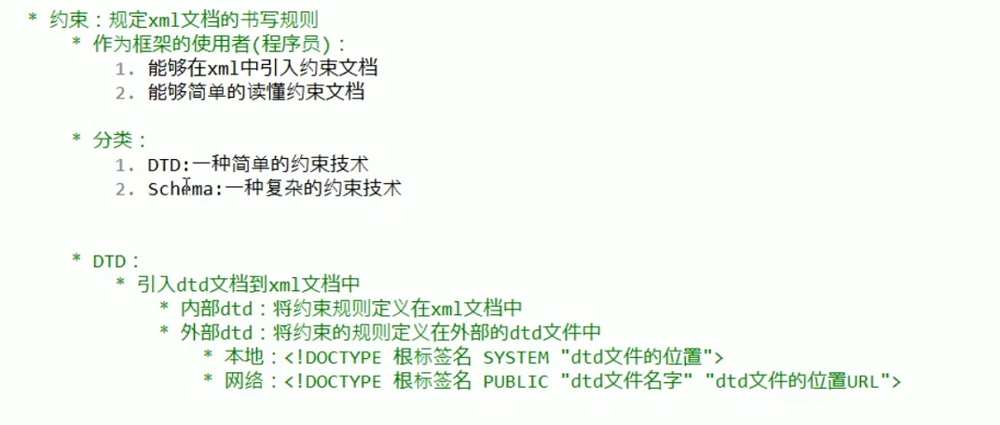 * 约束：规定xml文档的书写规则
* 作为框架的使用者(程序员)：
1. 能够在xml中引入约束文档
2. 能够简单的读懂约束文档
* 分类：
1. DTD:一种简单的约束技术
2. Schema:一种复杂的约束技术
* DTD：
* 引入dtd文档到xml文档中
* 内部dtd：将约束规则定义在xml文档中
* 外部dtd：将约束的规则定义在外部的dtd文件中
* 本地：<!DOCTYPE 根标签名 SYSTEM "dtd文件的位置">
* 网络：<!DOCTYPE 根标签名 PUBLIC "dtd文件名字" "dtd文件的位置URL">